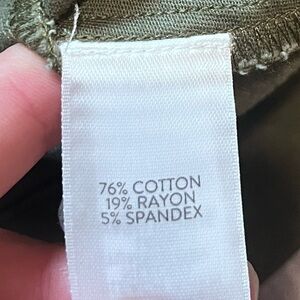 76% COTTON
19% RAYON
5% SPANDEX